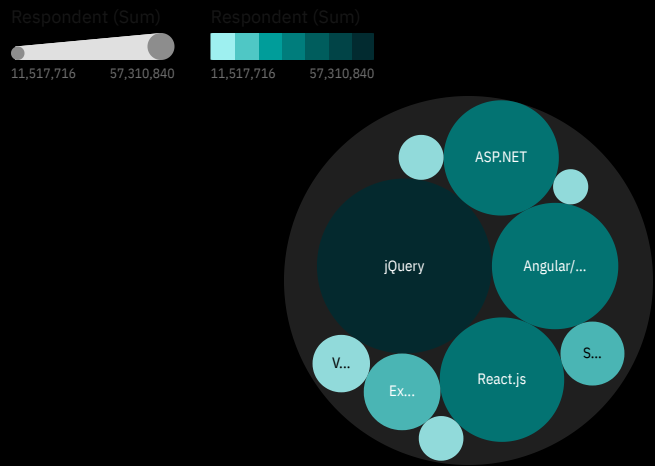 Respondent (Sum)
11,517,716 57,310,840
Respondent (Sum)
11,517,716 57,310,840
ASP.NET
jQuery
Angular/...
S...
V...
React.js
Ex...